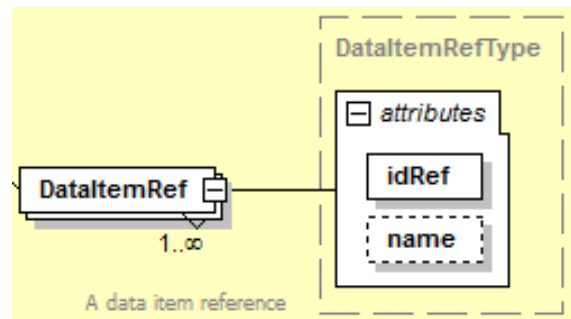 DataItemRefType
attributes
idRef
DataItemRef
name
1..∞
A data item reference